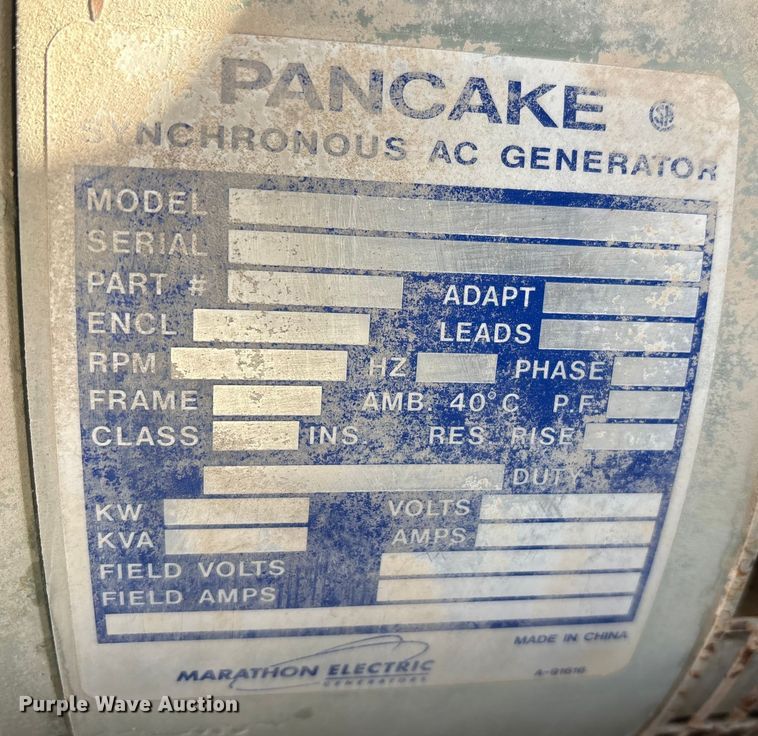 PANCAKE
SYNCHRONOUS AC GENERATOR
MODEL
SERIAL
PART # ADAPT
ENCL LEADS
RPM HZ PHASE
FRAME AMB. 40°C P.F.
CLASS INS. RES. RISE
DUTY
KW VOLTS
KVA AMPS
FIELD VOLTS
FIELD AMPS
MADE IN CHINA
MARATHON ELECTRIC
GENERATORS
Purple Wave Auction